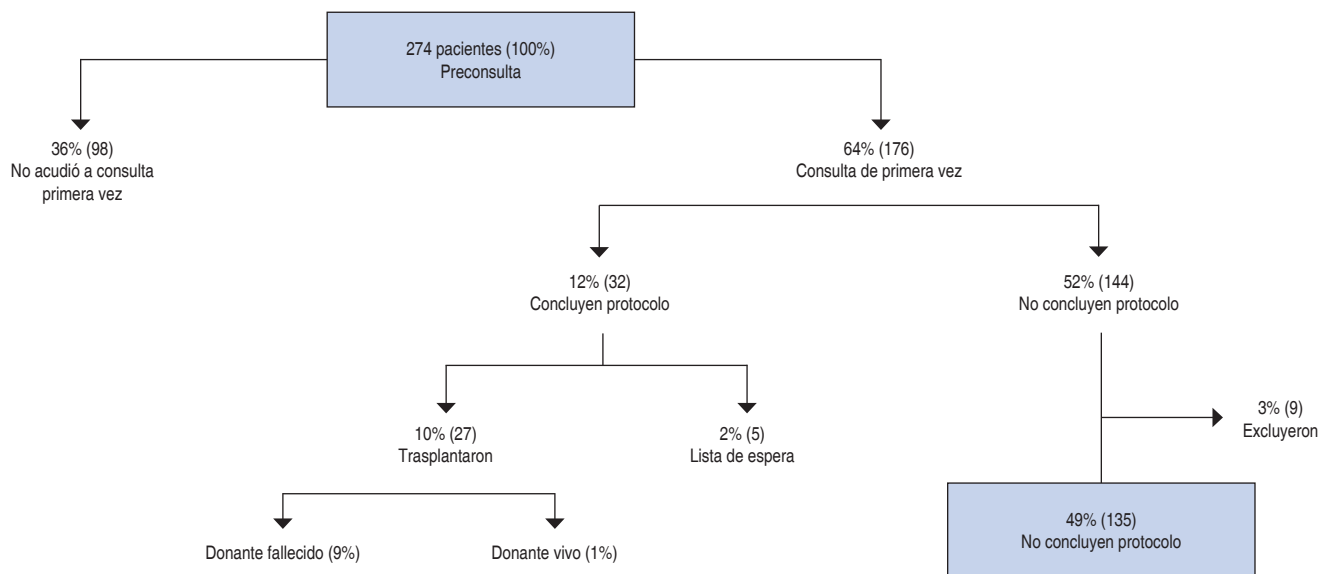 274 pacientes (100%)
Preconsulta
36% (98)
No acudió a consulta
primera vez
64% (176)
Consulta de primera vez
12% (32)
Concluyen protocolo
52% (144)
No concluyen protocolo
10% (27)
Trasplantaron
2% (5)
Lista de espera
3% (9)
Excluyeron
49% (135)
No concluyen protocolo
Donante fallecido (9%)
Donante vivo (1%)